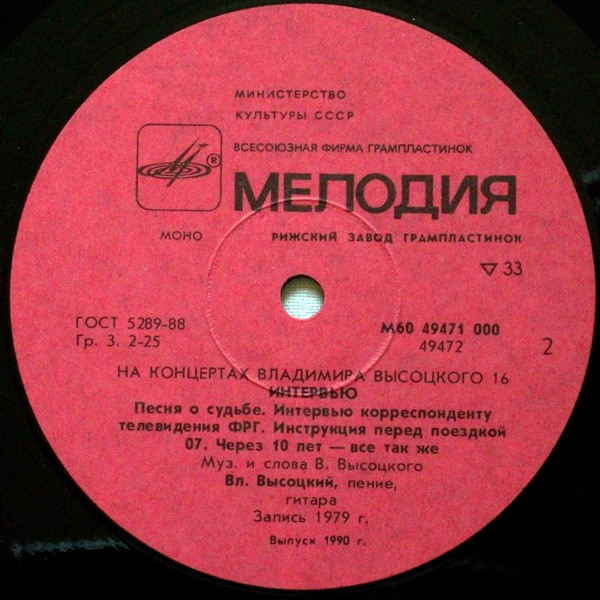 МИНИСТЕРСТВО
КУЛЬТУРЫ СССР
ВСЕСОЮЗНАЯ ФИРМА ГРАМПЛАСТИНОК
®
МЕЛОДИЯ
МОНО РИЖСКИЙ ЗАВОД ГРАМПЛАСТИНОК
▽ 33
ГОСТ 5289-88 М60 49471 000
Гр. 3. 2-25 49472 2
НА КОНЦЕРТАХ ВЛАДИМИРА ВЫСОЦКОГО 16
ИНТЕРВЬЮ
Песня о судьбе. Интервью корреспонденту
телевидения ФРГ. Инструкция перед поездкой
07. Через 10 лет — все так же
Муз. и слова В. Высоцкого
Вл. Высоцкий, пение,
гитара
Запись 1979 г.
Выпуск 1990 г.